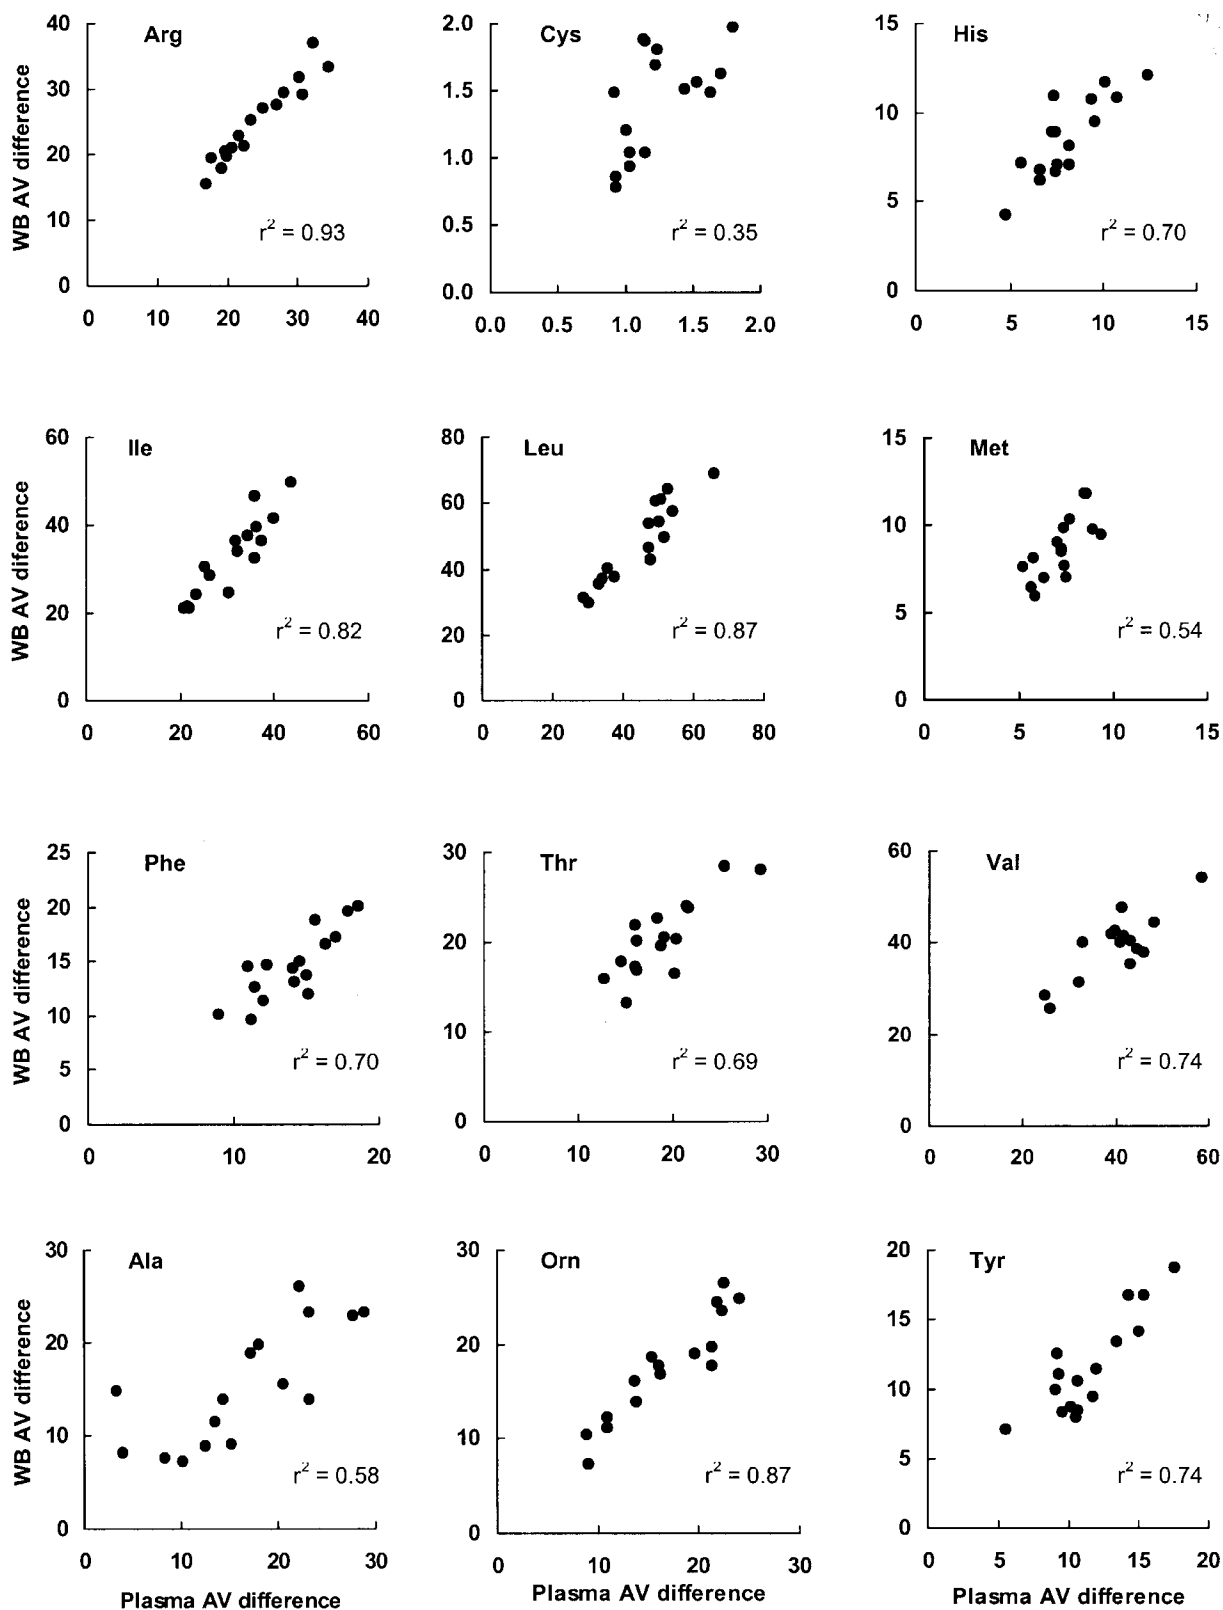 Arg
WB AV difference
40
30
20
10
0
r² = 0.93
0 10 20 30 40
Cys
2.0
1.5
1.0
0.5
0.0
r² = 0.35
0.0 0.5 1.0 1.5 2.0
His
15
10
5
0
r² = 0.70
0 5 10 15
Ile
WB AV diference
60
40
20
0
r² = 0.82
0 20 40 60
Leu
80
60
40
20
0
r² = 0.87
0 20 40 60 80
Met
15
10
5
0
r² = 0.54
0 5 10 15
Phe
WB AV difference
25
20
15
10
5
0
r² = 0.70
0 10 20
Thr
30
20
10
0
r² = 0.69
0 10 20 30
Val
60
40
20
0
r² = 0.74
0 20 40 60
Ala
WB AV difference
30
20
10
0
r² = 0.58
0 10 20 30
Plasma AV difference
Orn
30
20
10
0
r² = 0.87
0 10 20 30
Plasma AV difference
Tyr
20
15
10
5
0
r² = 0.74
0 5 10 15 20
Plasma AV difference